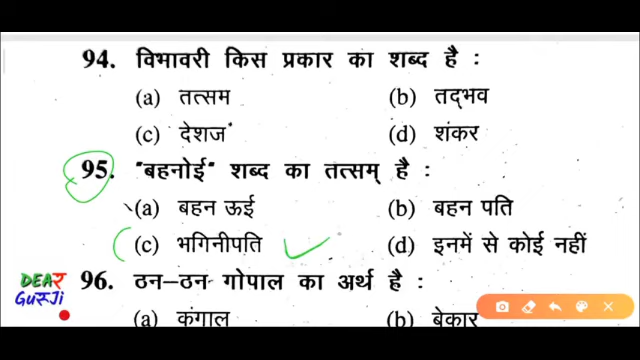 94. विभावरी किस प्रकार का शब्द है :
(a) तत्सम (b) तद्भव
(c) देशज (d) शंकर
95. "बहनोई" शब्द का तत्सम् है :
(a) बहन ऊई (b) बहन पति
(c) भगिनीपति (d) इनमें से कोई नहीं
DEAR
GURUJI
96. ठन-ठन गोपाल का अर्थ है :
(a) कंगाल (b) बेकार